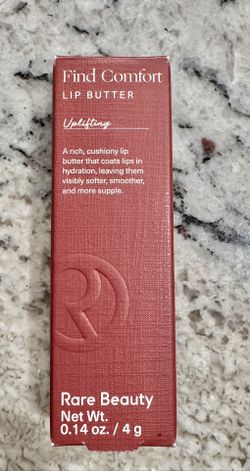 Find Comfort
LIP BUTTER
Uplifting
A rich, cushiony lip
butter that coats lips in
hydration, leaving them
visibly softer, smoother,
and more supple.
R
Rare Beauty
Net Wt.
0.14 oz. / 4 g